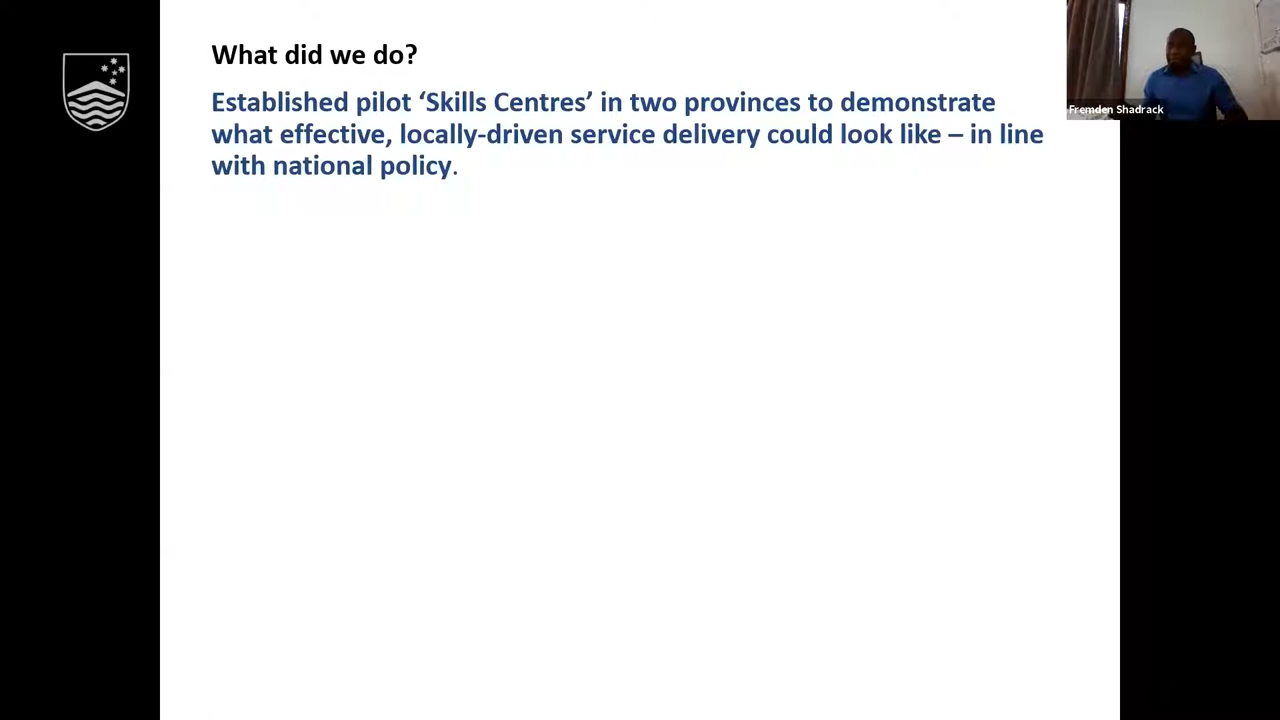 What did we do?
Established pilot ‘Skills Centres’ in two provinces to demonstrate
what effective, locally-driven service delivery could look like – in line
with national policy.
Fremden Shadrack